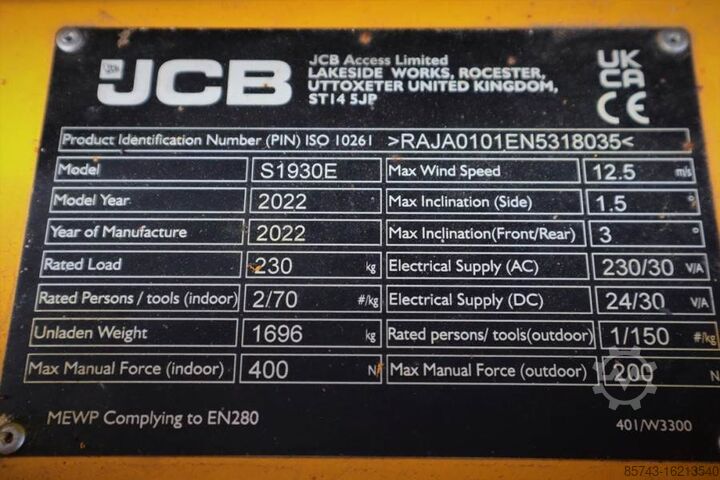 JCB
JCB Access Limited
LAKESIDE WORKS, ROCESTER,
UTTOXETER UNITED KINGDOM,
ST14 5JP
UK
CA
CE
Product Identification Number (PIN) ISO 10261 >RAJA0101EN5318035<
Model S1930E Max Wind Speed 12.5 m/s
Model Year 2022 Max Inclination (Side) 1.5 °
Year of Manufacture 2022 Max Inclination(Front/Rear) 3 °
Rated Load 230 kg Electrical Supply (AC) 230/30 V/A
Rated Persons / tools (indoor) 2/70 #/kg Electrical Supply (DC) 24/30 V/A
Unladen Weight 1696 kg Rated persons/ tools(outdoor) 1/150 #/kg
Max Manual Force (indoor) 400 N Max Manual Force (outdoor) 200 N
MEWP Complying to EN280
401/W3300
85743-16213540